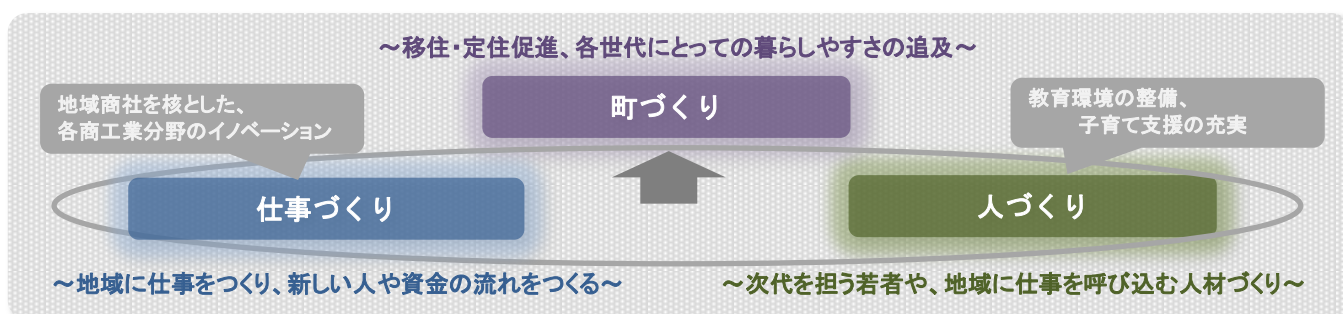 ～移住・定住促進、各世代にとっての暮らしやすさの追及～
町づくり
地域商社を核とした、
各商工業分野のイノベーション
教育環境の整備、
子育て支援の充実
仕事づくり
人づくり
～地域に仕事をつくり、新しい人や資金の流れをつくる～
～次代を担う若者や、地域に仕事を呼び込む人材づくり～